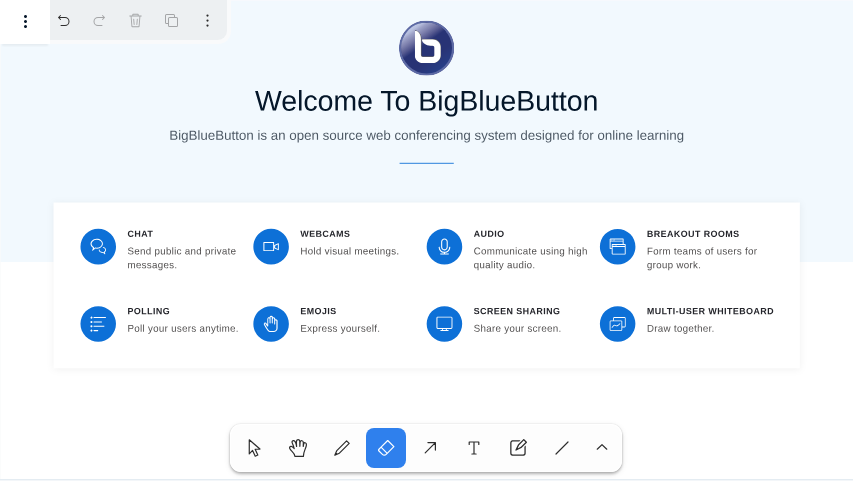 Welcome To BigBlueButton
BigBlueButton is an open source web conferencing system designed for online learning
CHAT
Send public and private
messages.
WEBCAMS
Hold visual meetings.
AUDIO
Communicate using high
quality audio.
BREAKOUT ROOMS
Form teams of users for
group work.
POLLING
Poll your users anytime.
EMOJIS
Express yourself.
SCREEN SHARING
Share your screen.
MULTI-USER WHITEBOARD
Draw together.